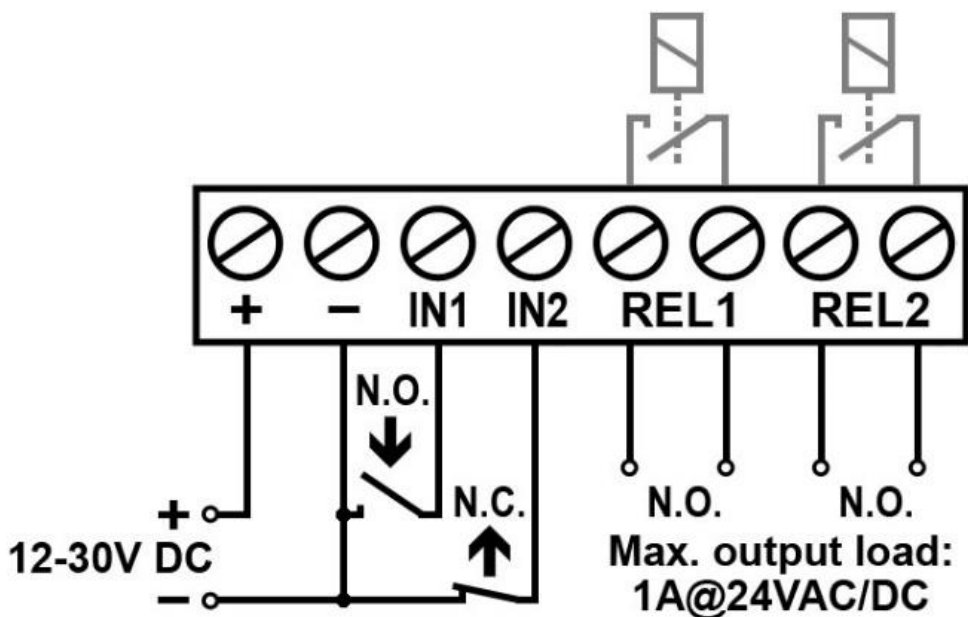 + − IN1 IN2 REL1 REL2
N.O.
N.C.
+
12-30V DC
−
N.O. N.O.
Max. output load:
1A@24VAC/DC